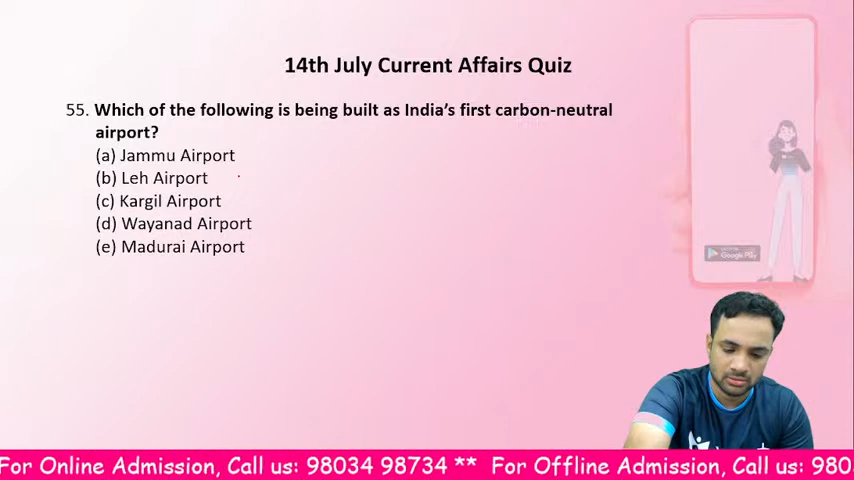 14th July Current Affairs Quiz
55. Which of the following is being built as India's first carbon-neutral
airport?
(a) Jammu Airport
(b) Leh Airport
(c) Kargil Airport
(d) Wayanad Airport
(e) Madurai Airport
Google Play
For Online Admission, Call us: 98034 98734 ** For Offline Admission, Call us: 980